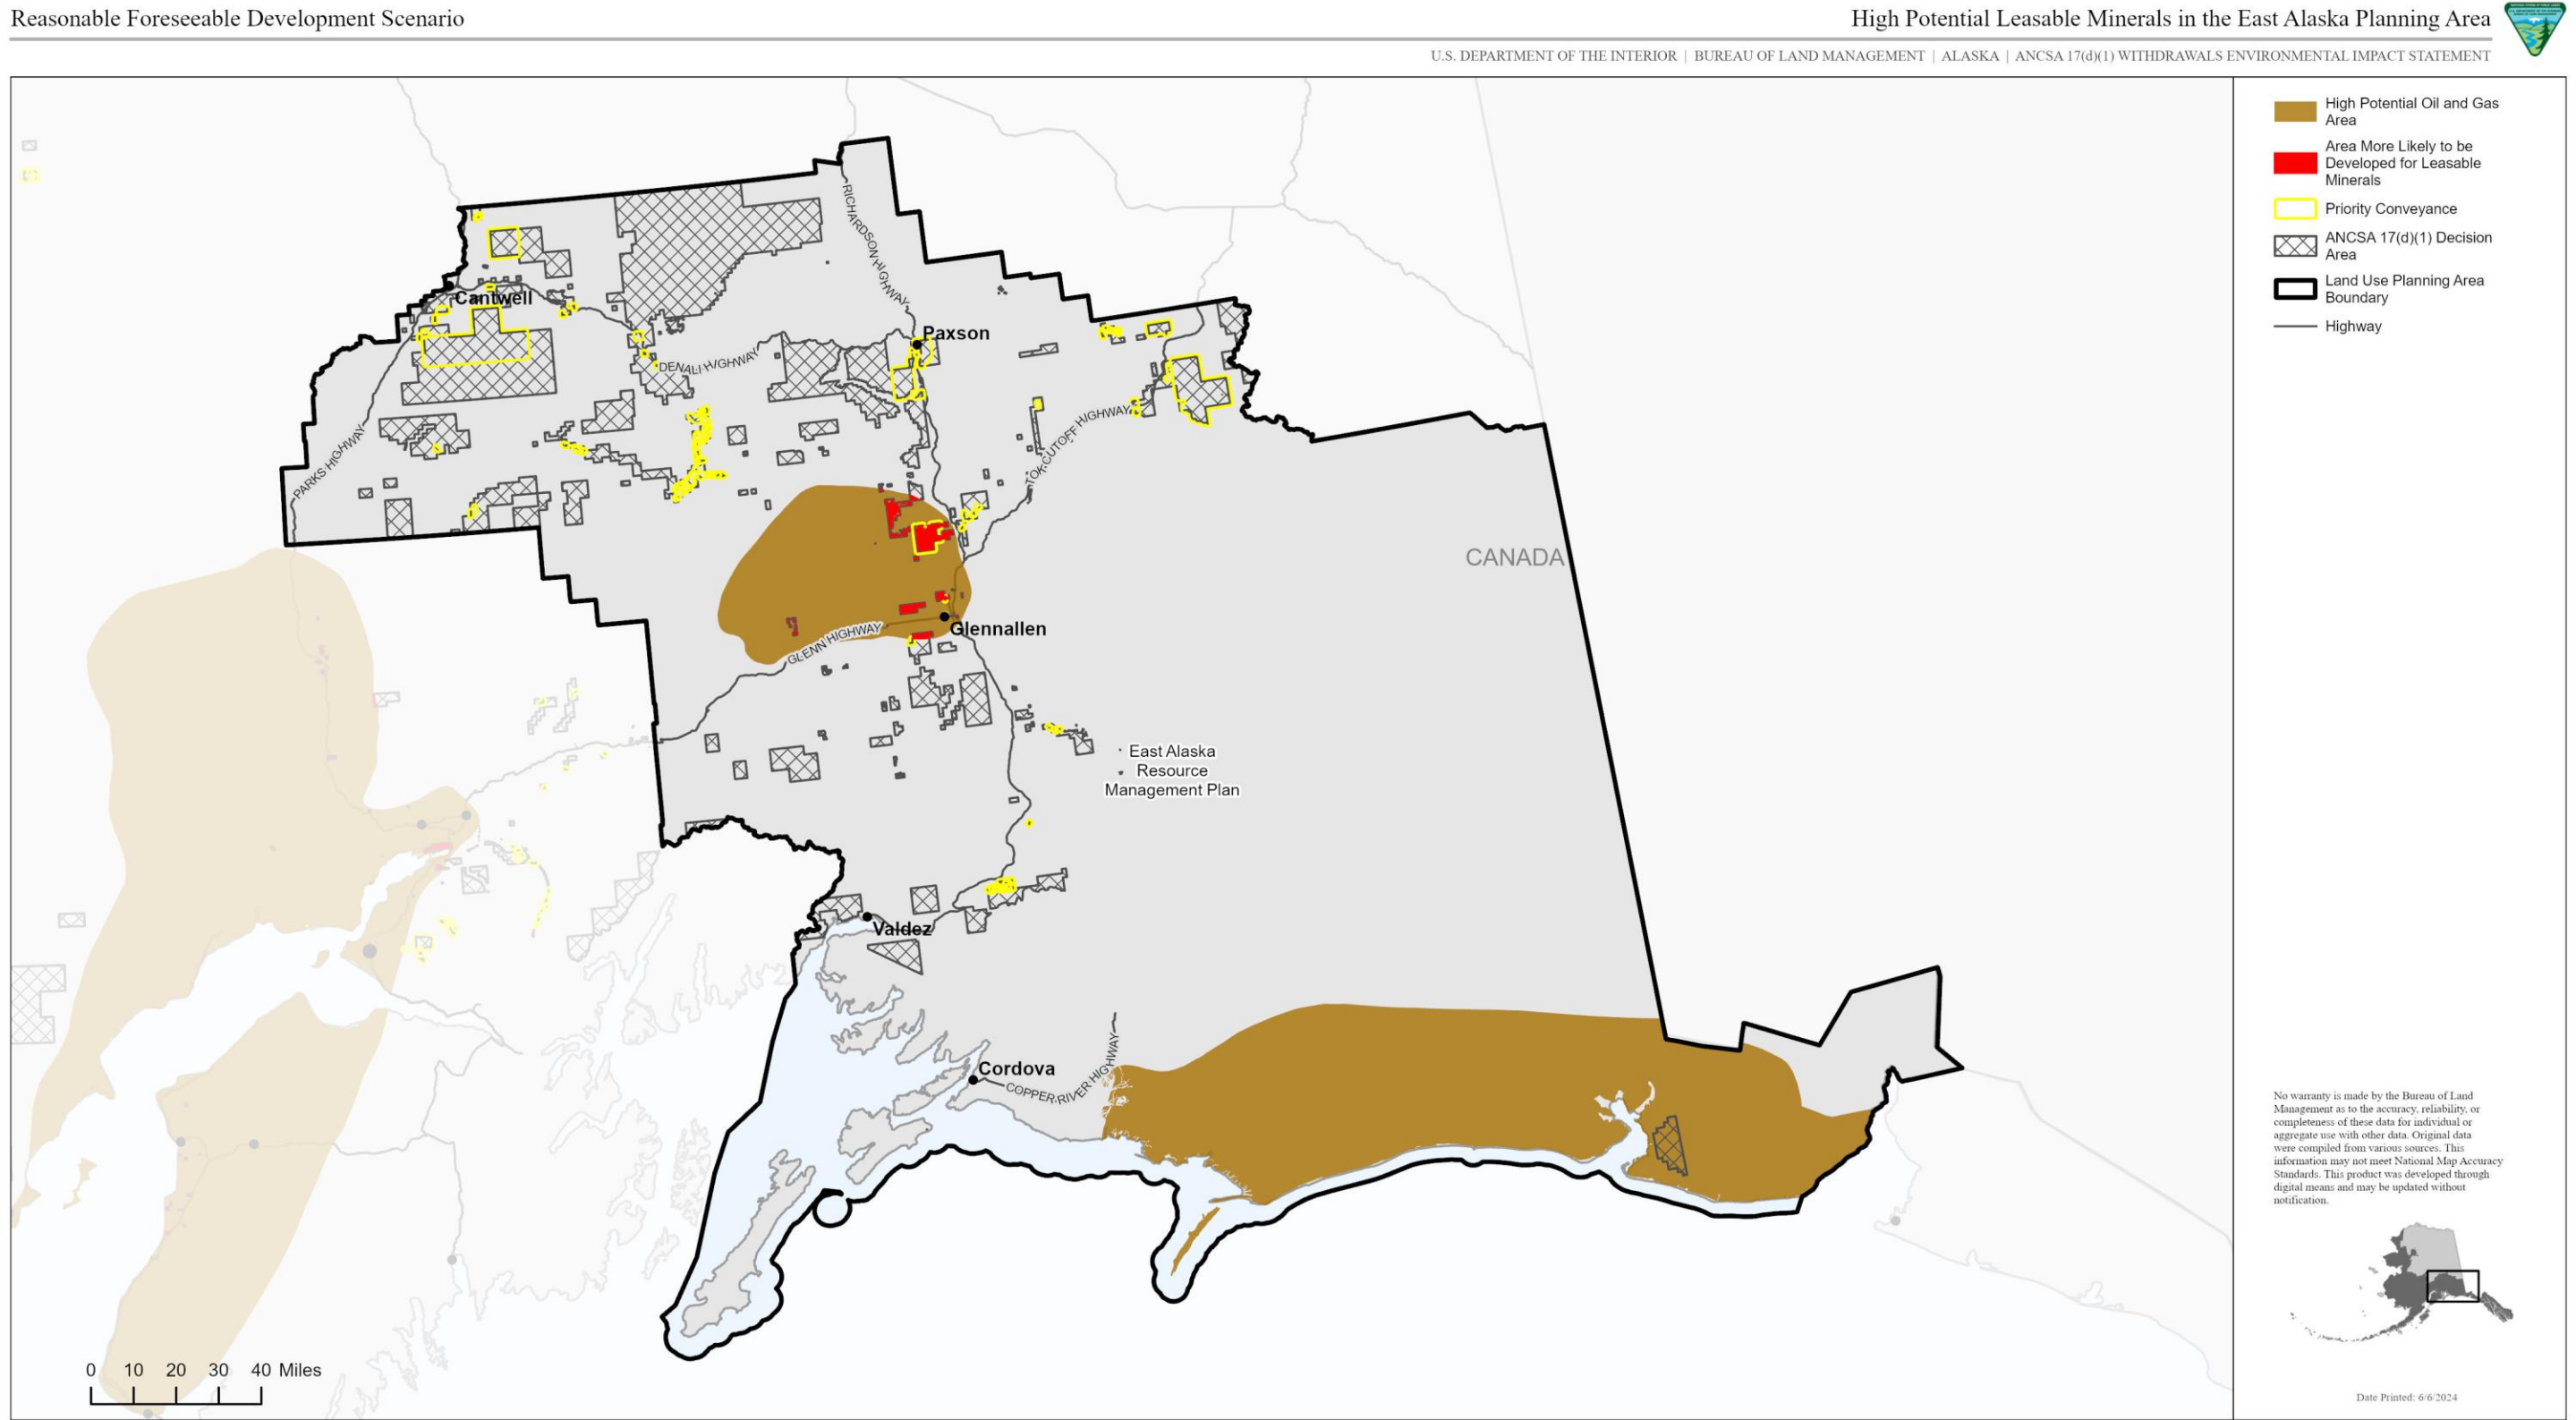 Reasonable Foreseeable Development Scenario
High Potential Leasable Minerals in the East Alaska Planning Area
U.S. DEPARTMENT OF THE INTERIOR | BUREAU OF LAND MANAGEMENT | ALASKA | ANCSA 17(d)(1) WITHDRAWALS ENVIRONMENTAL IMPACT STATEMENT
High Potential Oil and Gas
Area
Area More Likely to be
Developed for Leasable
Minerals
Priority Conveyance
ANCSA 17(d)(1) Decision
Area
Land Use Planning Area
Boundary
Highway
RICHARDSON HIGHWAY
Cantwell
Paxson
DENALI HIGHWAY
PARKS HIGHWAY
TOK CUTOFF HIGHWAY
CANADA
Glennallen
GLENN HIGHWAY
East Alaska
Resource
Management Plan
Valdez
Cordova
COPPER RIVER HIGHWAY
0 10 20 30 40 Miles
No warranty is made by the Bureau of Land
Management as to the accuracy, reliability, or
completeness of these data for individual or
aggregate use with other data. Original data
were compiled from various sources. This
information may not meet National Map Accuracy
Standards. This product was developed through
digital means and may be updated without
notification.
Date Printed: 6/6/2024